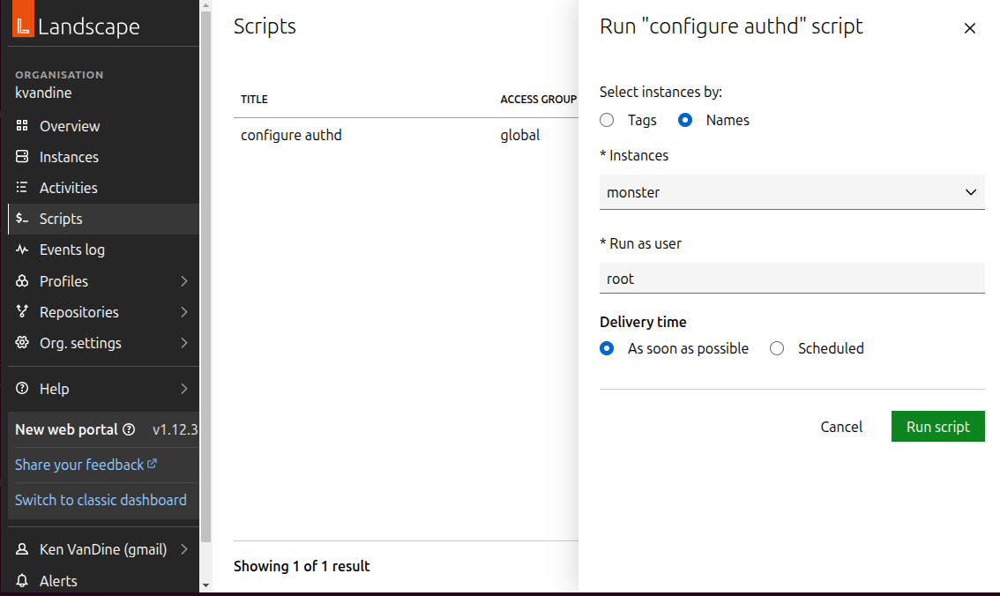 Landscape
ORGANISATION
kvandine
Overview
Instances
Activities
$_ Scripts
Events log
Profiles
Repositories
Org. settings
Help
New web portal v1.12.3
Share your feedback
Switch to classic dashboard
Ken VanDine (gmail)
Alerts
Scripts
TITLE ACCESS GROUP
configure authd global
Showing 1 of 1 result
Run "configure authd" script
Select instances by:
Tags Names
* Instances
monster
* Run as user
root
Delivery time
As soon as possible Scheduled
Cancel Run script